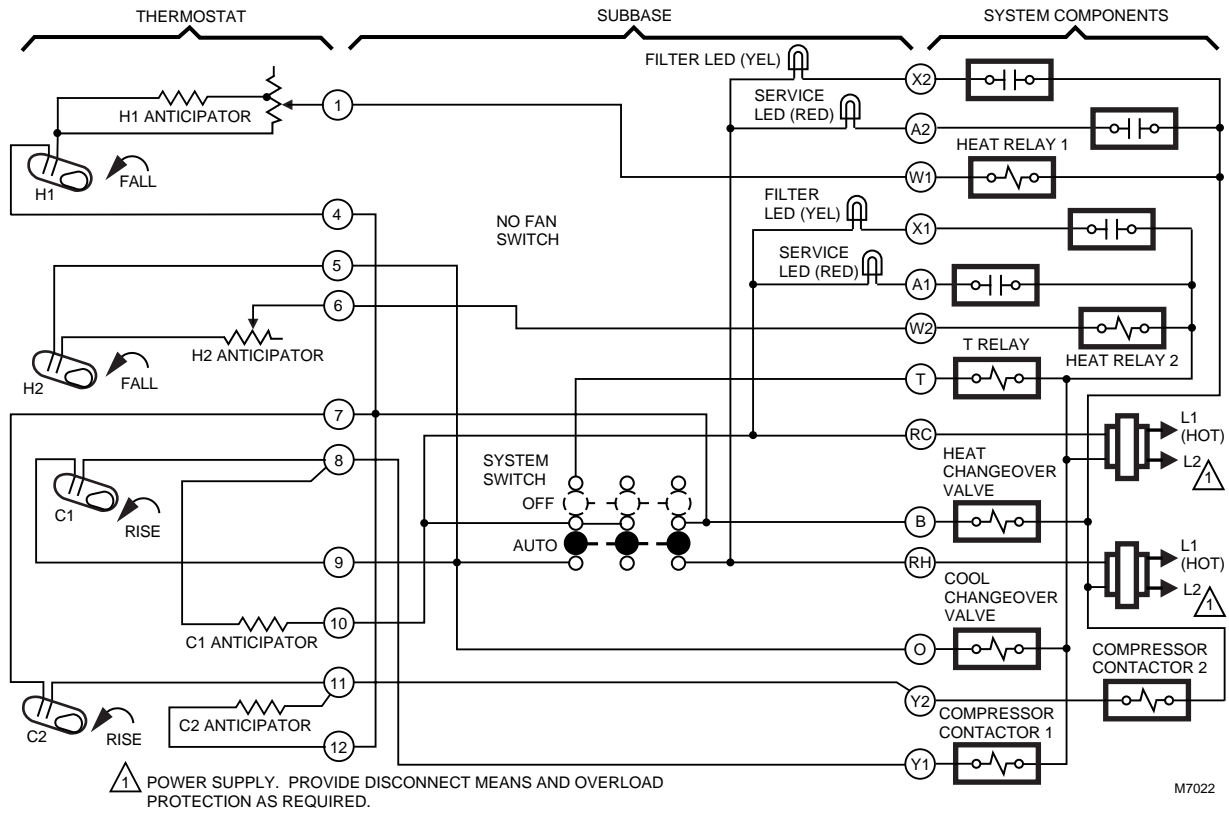 THERMOSTAT
SUBBASE
SYSTEM COMPONENTS
FILTER LED (YEL)
X2
H1 ANTICIPATOR
1
SERVICE
LED (RED)
A2
HEAT RELAY 1
W1
H1
FALL
FILTER
LED (YEL)
X1
4
NO FAN
SWITCH
SERVICE
LED (RED)
A1
5
6
W2
HEAT RELAY 2
H2 ANTICIPATOR
H2
FALL
T RELAY
T
7
RC
L1
(HOT)
L2
1
8
SYSTEM
SWITCH
OFF
AUTO
HEAT
CHANGEOVER
VALVE
B
C1
RISE
9
RH
L1
(HOT)
L2
1
COOL
CHANGEOVER
VALVE
O
C1 ANTICIPATOR
10
COMPRESSOR
CONTACTOR 2
11
Y2
C2 ANTICIPATOR
C2
RISE
12
COMPRESSOR
CONTACTOR 1
Y1
1 POWER SUPPLY. PROVIDE DISCONNECT MEANS AND OVERLOAD
PROTECTION AS REQUIRED.
M7022